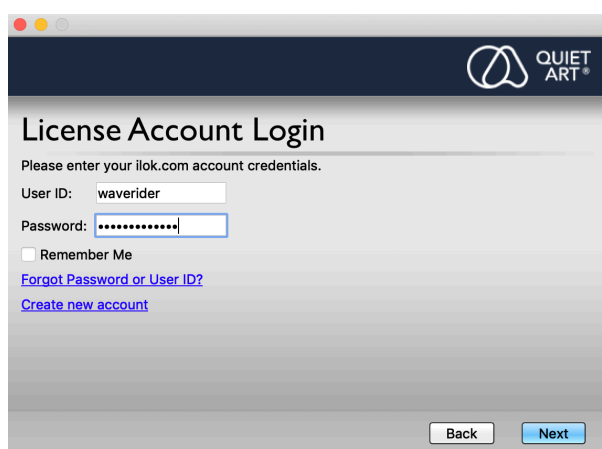 QUIET
ART®
License Account Login
Please enter your ilok.com account credentials.
User ID: waverider
Password: •••••••••••••
Remember Me
Forgot Password or User ID?
Create new account
Back Next